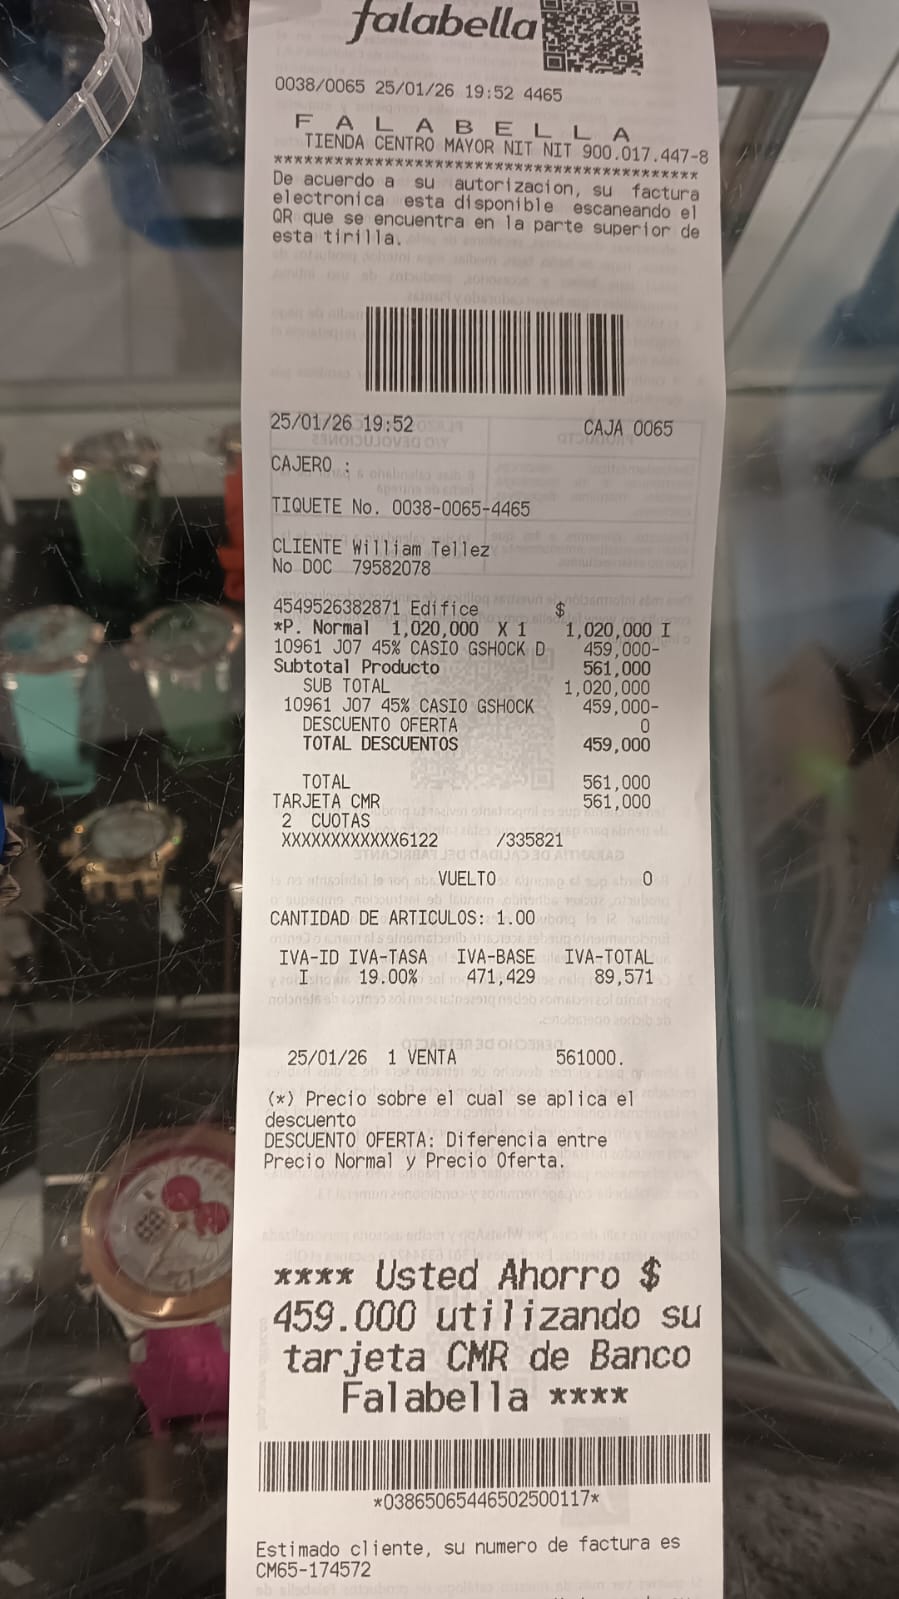 falabella
0038/0065 25/01/26 19:52 4465
F A L A B E L L A
TIENDA CENTRO MAYOR NIT NIT 900.017.447-8
******************************************
De acuerdo a su autorizacion, su factura
electronica esta disponible escaneando el
QR que se encuentra en la parte superior de
esta tirilla.
25/01/26 19:52 CAJA 0065
CAJERO :
TIQUETE No. 0038-0065-4465
CLIENTE William Tellez
No DOC 79582078
4549526382871 Edifice $
*P. Normal 1,020,000 X 1 1,020,000 I
10961 J07 45% CASIO GSHOCK D 459,000-
Subtotal Producto 561,000
SUB TOTAL 1,020,000
10961 J07 45% CASIO GSHOCK 459,000-
DESCUENTO OFERTA 0
TOTAL DESCUENTOS 459,000
TOTAL 561,000
TARJETA CMR 561,000
2 CUOTAS
XXXXXXXXXXXX6122 /335821
VUELTO 0
CANTIDAD DE ARTICULOS: 1.00
IVA-ID IVA-TASA IVA-BASE IVA-TOTAL
I 19.00% 471,429 89,571
25/01/26 1 VENTA 561000.
(*) Precio sobre el cual se aplica el
descuento
DESCUENTO OFERTA: Diferencia entre
Precio Normal y Precio Oferta.
**** Usted Ahorro $
459.000 utilizando su
tarjeta CMR de Banco
Falabella ****
*03865065446502500117*
Estimado cliente, su numero de factura es
CM65-174572